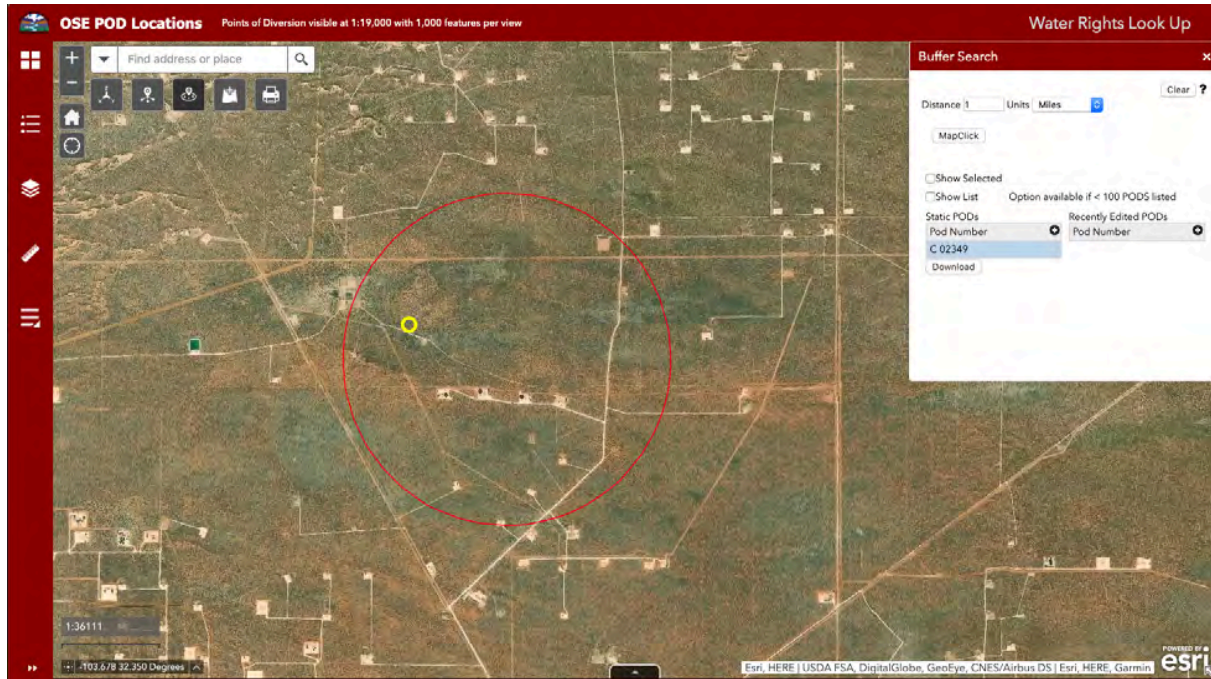 OSE POD Locations
Points of Diversion visible at 1:19,000 with 1,000 features per view
Water Rights Look Up
+
Find address or place
−
Buffer Search
×
Clear ?
Distance 1 Units Miles
MapClick
Show Selected
Show List Option available if < 100 PODS listed
Static PODs Recently Edited PODs
Pod Number Pod Number
C 02349
Download
1:36111
-103.678 32.350 Degrees
Esri, HERE | USDA FSA, DigitalGlobe, GeoEye, CNES/Airbus DS | Esri, HERE, Garmin
POWERED BY
esri